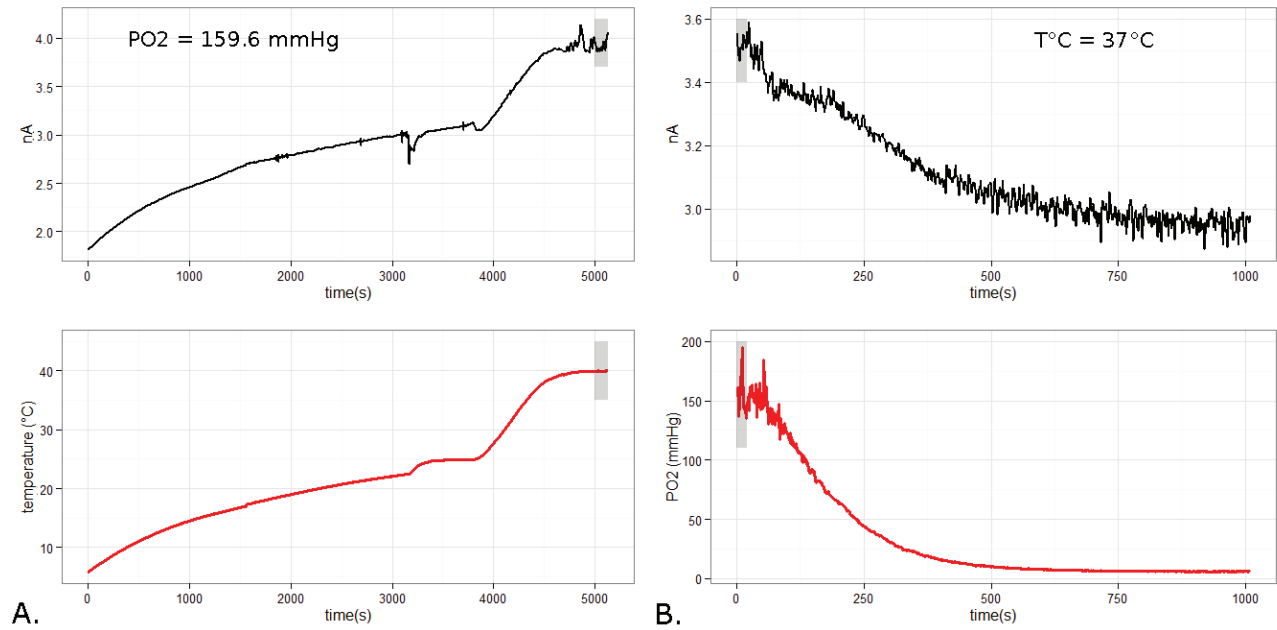 PO2 = 159.6 mmHg
nA
4.0
3.5
3.0
2.5
2.0
0 1000 2000 3000 4000 5000
time(s)
temperature (°C)
40
30
20
10
0 1000 2000 3000 4000 5000
time(s)
A.
T°C = 37°C
nA
3.6
3.4
3.2
3.0
0 250 500 750 1000
time(s)
PO2 (mmHg)
200
150
100
50
0
0 250 500 750 1000
time(s)
B.